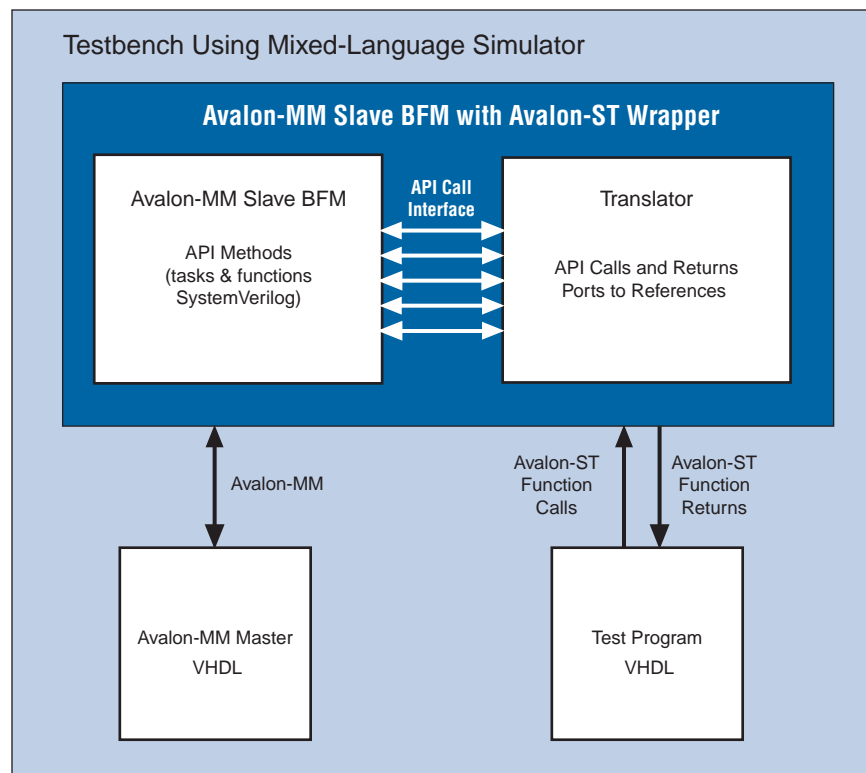 Testbench Using Mixed-Language Simulator
Avalon-MM Slave BFM with Avalon-ST Wrapper
Avalon-MM Slave BFM
API Methods
(tasks & functions
SystemVerilog)
API Call
Interface
Translator
API Calls and Returns
Ports to References
Avalon-MM
Avalon-ST
Function
Calls
Avalon-ST
Function
Returns
Avalon-MM Master
VHDL
Test Program
VHDL